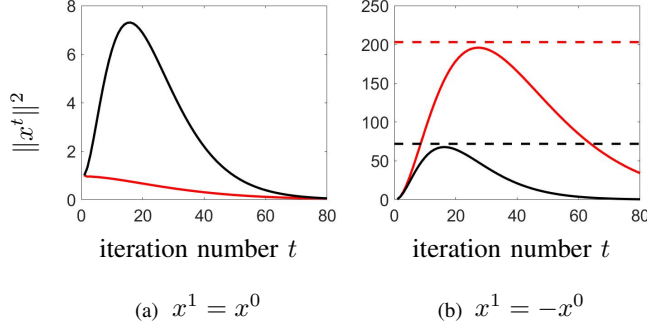 8
6
4
2
0
‖x^t‖^2
0 20 40 60 80
iteration number t
(a) x^1 = x^0
250
200
150
100
50
0
0 20 40 60 80
iteration number t
(b) x^1 = −x^0